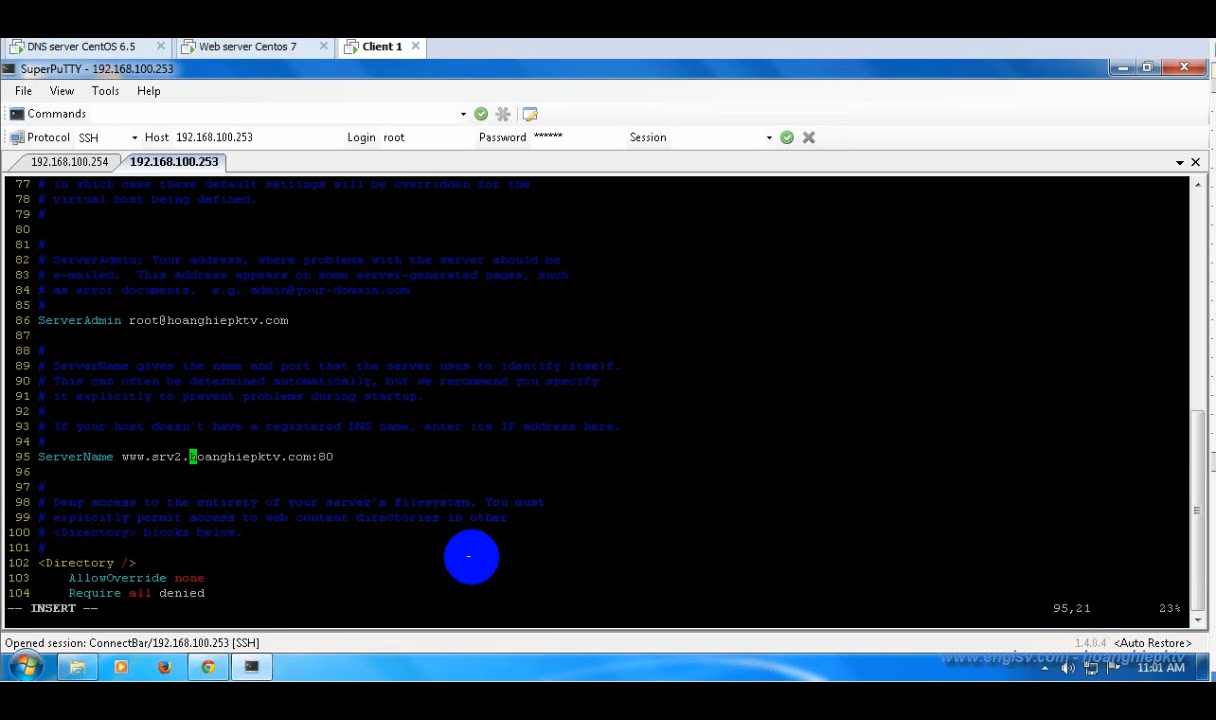 DNS server CentOS 6.5 Web server Centos 7 Client 1
SuperPuTTY - 192.168.100.253
File View Tools Help
Commands
Protocol SSH Host 192.168.100.253 Login root Password ****** Session
192.168.100.254 192.168.100.253
77 # in which case these default settings will be overridden for the
78 # virtual host being defined.
79 #
80
81 #
82 # ServerAdmin: Your address, where problems with the server should be
83 # e-mailed.  This address appears on some server-generated pages, such
84 # as error documents.  e.g. admin@your-domain.com
85 #
86 ServerAdmin root@hoanghiepktv.com
87
88 #
89 # ServerName gives the name and port that the server uses to identify itself.
90 # This can often be determined automatically, but we recommend you specify
91 # it explicitly to prevent problems during startup.
92 #
93 # If your host doesn't have a registered DNS name, enter its IP address here.
94 #
95 ServerName www.srv2.hoanghiepktv.com:80
96
97 #
98 # Deny access to the entirety of your server's filesystem. You must
99 # explicitly permit access to web content directories in other
100 # <Directory> blocks below.
101 #
102 <Directory />
103 AllowOverride none
104 Require all denied
-- INSERT -- 95,21 23%
Opened session: ConnectBar/192.168.100.253 [SSH] 1.4.0.4 <Auto Restore>
www.engisv.com - hoanghiepktv
11:01 AM